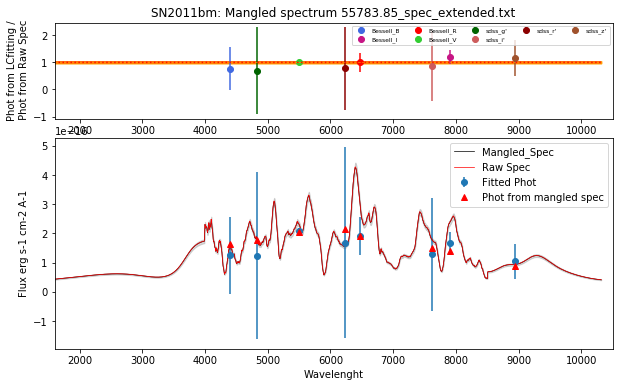 SN2011bm: Mangled spectrum 55783.85_spec_extended.txt
Phot from LCfitting /
Phot from Raw Spec
2
1
0
−1
Bessell_B
Bessell_I
Bessell_R
Bessell_V
sdss_g'
sdss_i'
sdss_r'
sdss_z'
2000 3000 4000 5000 6000 7000 8000 9000 10000
1e−16
Flux erg s-1 cm-2 A-1
5
4
3
2
1
0
−1
Mangled_Spec
Raw Spec
Fitted Phot
Phot from mangled spec
2000 3000 4000 5000 6000 7000 8000 9000 10000
Wavelenght